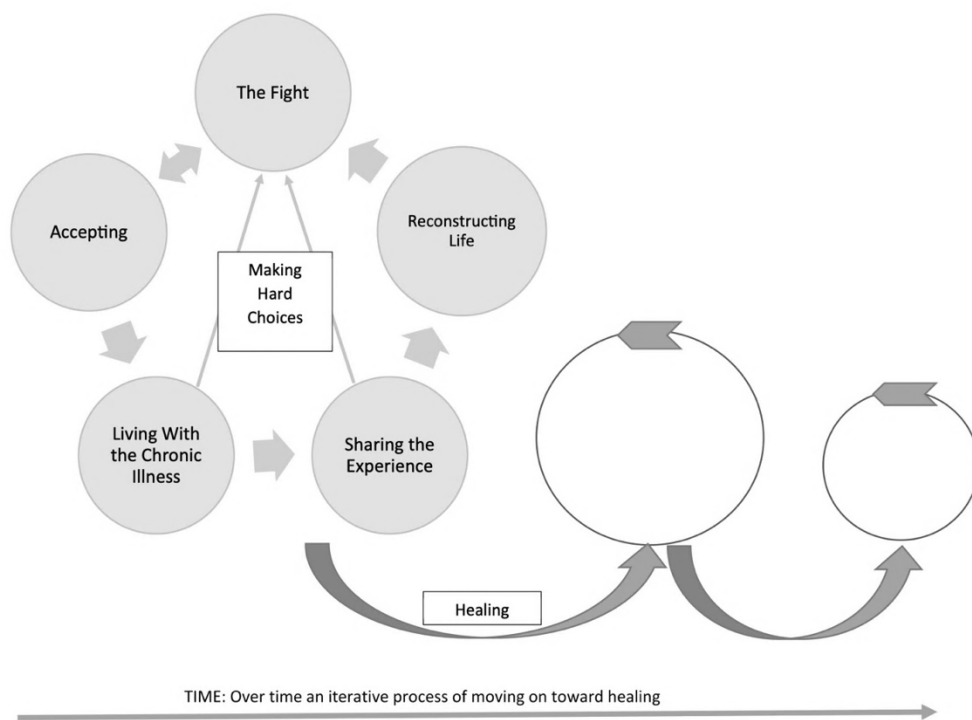 The Fight
Accepting
Reconstructing
Life
Making
Hard
Choices
Living With
the Chronic
Illness
Sharing the
Experience
Healing
TIME: Over time an iterative process of moving on toward healing